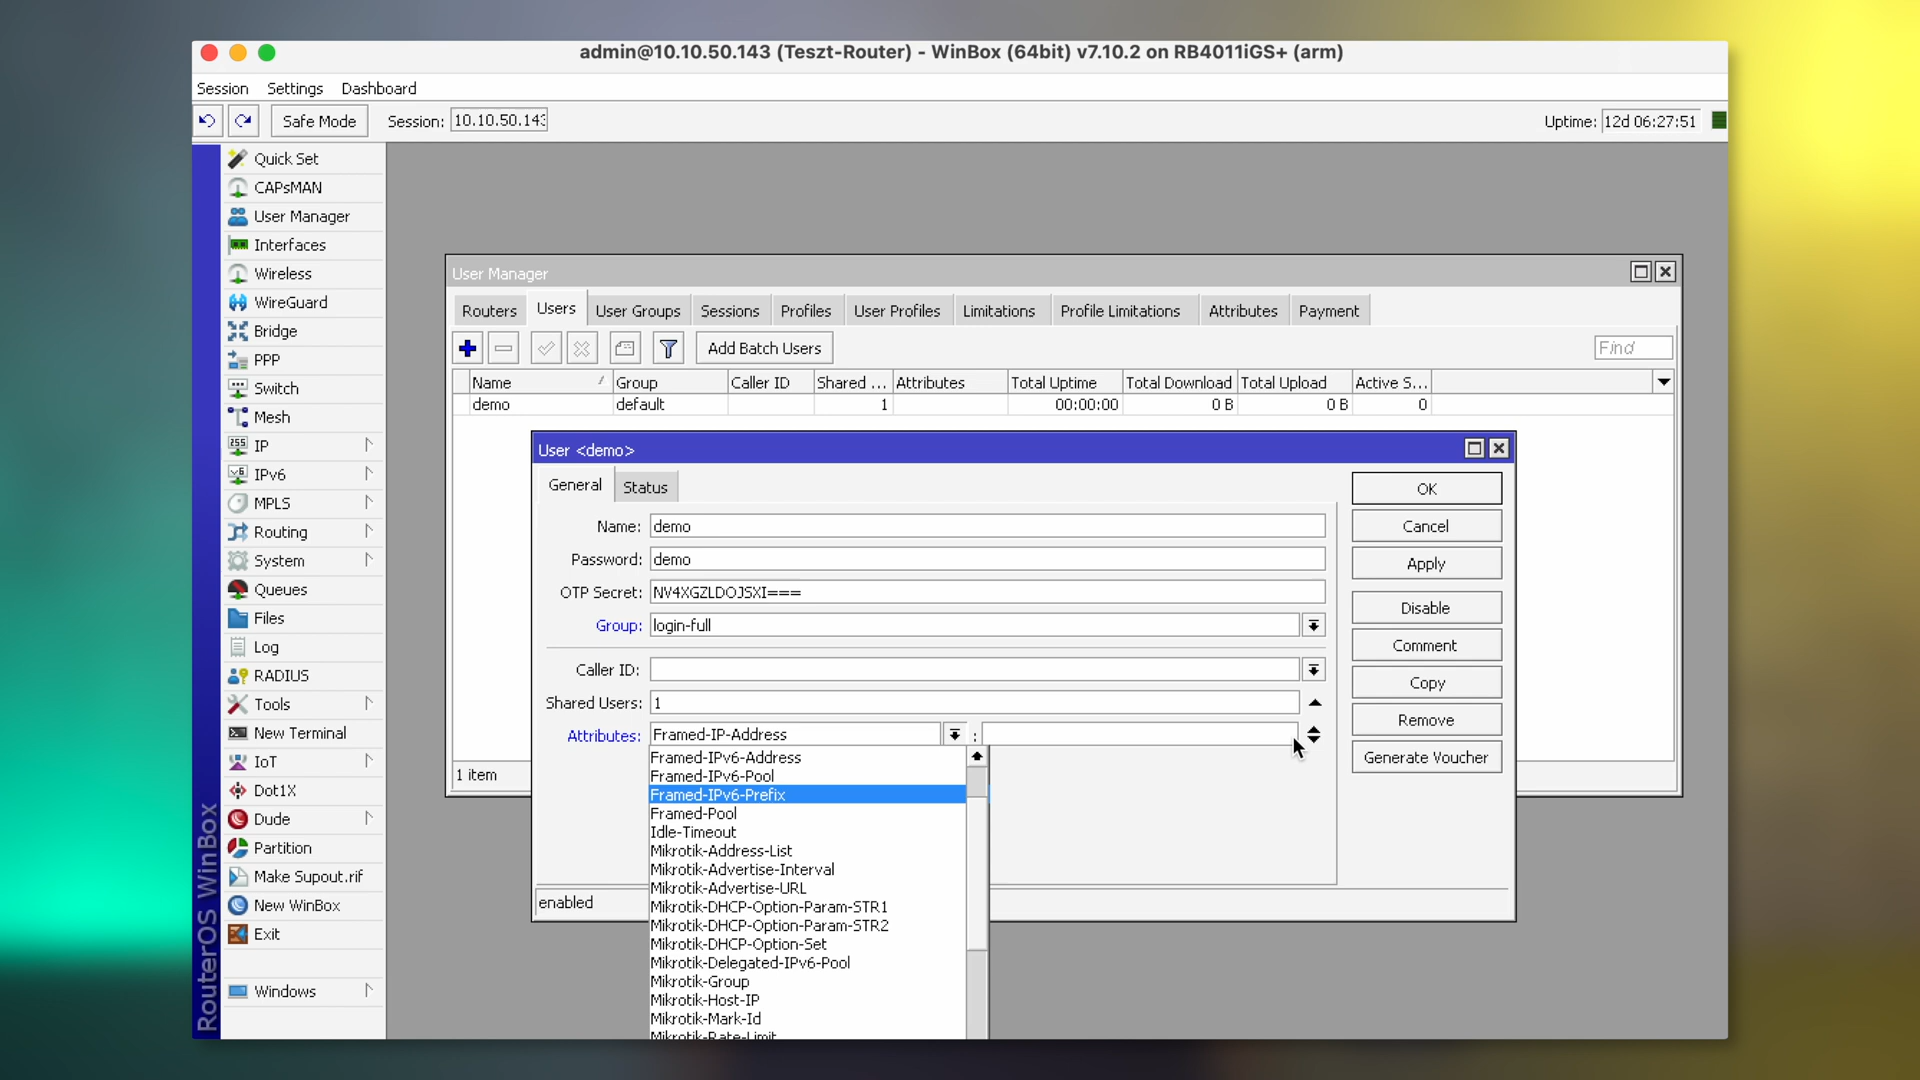 admin@10.10.50.143 (Teszt-Router) - WinBox (64bit) v7.10.2 on RB4011iGS+ (arm)
Session Settings Dashboard
Safe Mode Session: 10.10.50.143 Uptime: 12d 06:27:51
Quick Set
CAPsMAN
User Manager
Interfaces
Wireless
WireGuard
Bridge
PPP
Switch
Mesh
IP
IPv6
MPLS
Routing
System
Queues
Files
Log
RADIUS
Tools
New Terminal
IoT
Dot1X
Dude
Partition
Make Supout.rif
New WinBox
Exit
Windows
RouterOS WinBox
User Manager
Routers Users User Groups Sessions Profiles User Profiles Limitations Profile Limitations Attributes Payment
Add Batch Users Find
Name Group Caller ID Shared ... Attributes Total Uptime Total Download Total Upload Active S...
demo default 1 00:00:00 0 B 0 B 0
1 item
User <demo>
General Status
Name: demo
Password: demo
OTP Secret: NV4XGZLDOJSXI===
Group: login-full
Caller ID:
Shared Users: 1
Attributes: Framed-IP-Address :
Framed-IPv6-Address
Framed-IPv6-Pool
Framed-IPv6-Prefix
Framed-Pool
Idle-Timeout
Mikrotik-Address-List
Mikrotik-Advertise-Interval
Mikrotik-Advertise-URL
Mikrotik-DHCP-Option-Param-STR1
Mikrotik-DHCP-Option-Param-STR2
Mikrotik-DHCP-Option-Set
Mikrotik-Delegated-IPv6-Pool
Mikrotik-Group
Mikrotik-Host-IP
Mikrotik-Mark-Id
Mikrotik-Rate-Limit
enabled
OK
Cancel
Apply
Disable
Comment
Copy
Remove
Generate Voucher